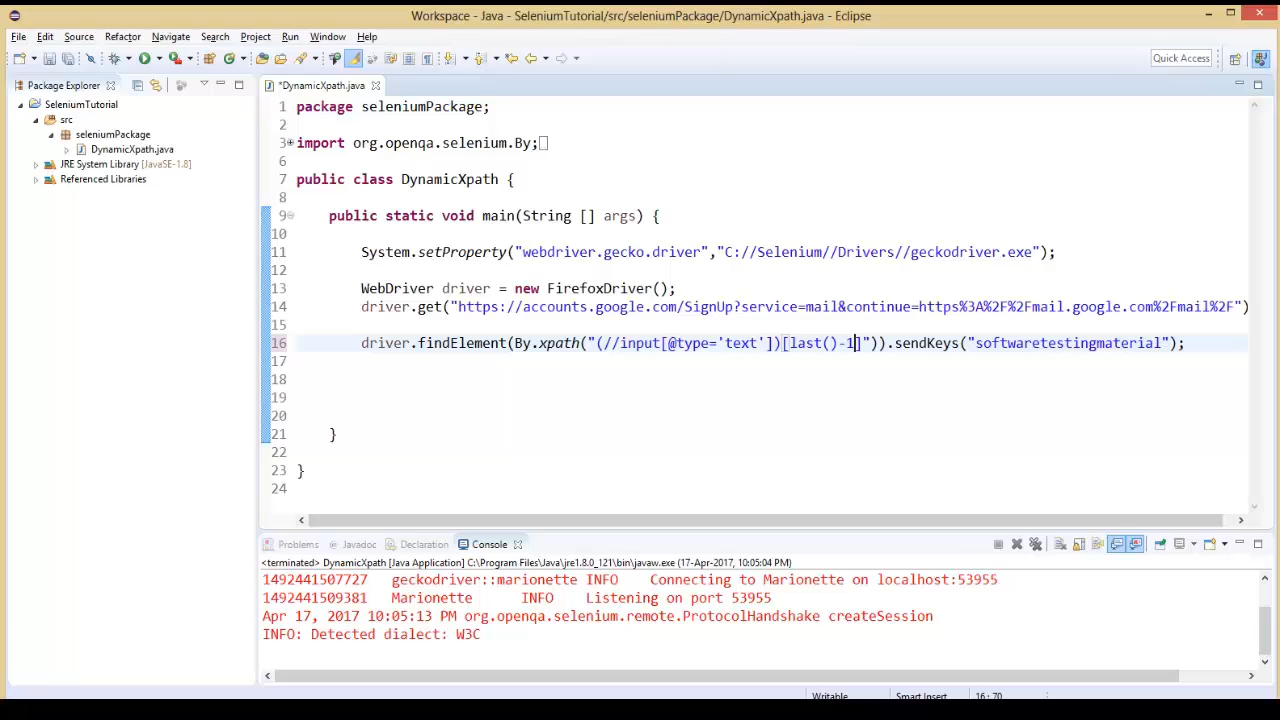 Workspace - Java - SeleniumTutorial/src/seleniumPackage/DynamicXpath.java - Eclipse
File Edit Source Refactor Navigate Search Project Run Window Help
Quick Access
Package Explorer
SeleniumTutorial
src
seleniumPackage
DynamicXpath.java
JRE System Library [JavaSE-1.8]
Referenced Libraries
*DynamicXpath.java
1 package seleniumPackage;
2
3 import org.openqa.selenium.By;
6
7 public class DynamicXpath {
8
9 public static void main(String [] args) {
10
11 System.setProperty("webdriver.gecko.driver","C://Selenium//Drivers//geckodriver.exe");
12
13 WebDriver driver = new FirefoxDriver();
14 driver.get("https://accounts.google.com/SignUp?service=mail&continue=https%3A%2F%2Fmail.google.com%2Fmail%2F")
15
16 driver.findElement(By.xpath("(//input[@type='text'])[last()-1]")).sendKeys("softwaretestingmaterial");
17
18
19
20
21 }
22
23 }
24
Problems Javadoc Declaration Console
<terminated> DynamicXpath [Java Application] C:\Program Files\Java\jre1.8.0_121\bin\javaw.exe (17-Apr-2017, 10:05:04 PM)
1492441507727 geckodriver::marionette INFO Connecting to Marionette on localhost:53955
1492441509381 Marionette INFO Listening on port 53955
Apr 17, 2017 10:05:13 PM org.openqa.selenium.remote.ProtocolHandshake createSession
INFO: Detected dialect: W3C
Writable Smart Insert 16 : 70